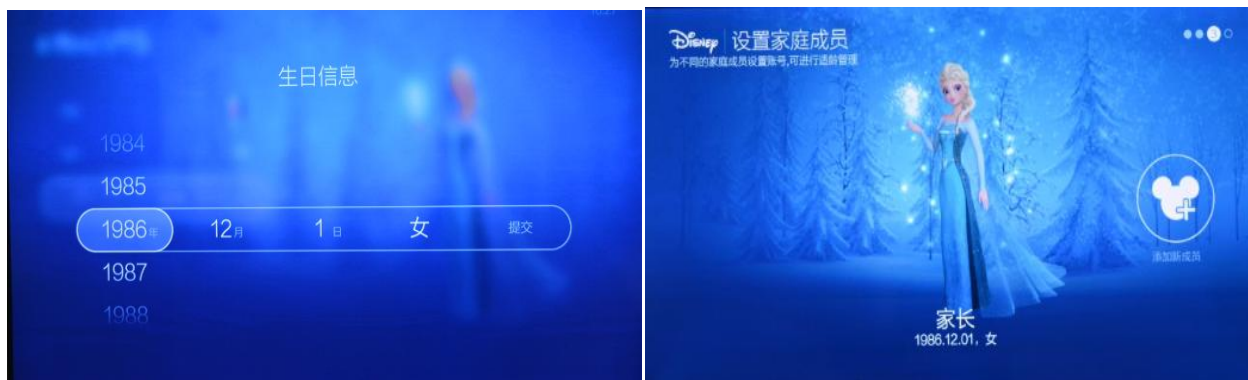 生日信息
1984
1985
1986年 12月 1日 女 提交
1987
1988
Disney 设置家庭成员
为不同的家庭成员设置账号,可进行适龄管理
3
添加新成员
家长
1986.12.01, 女